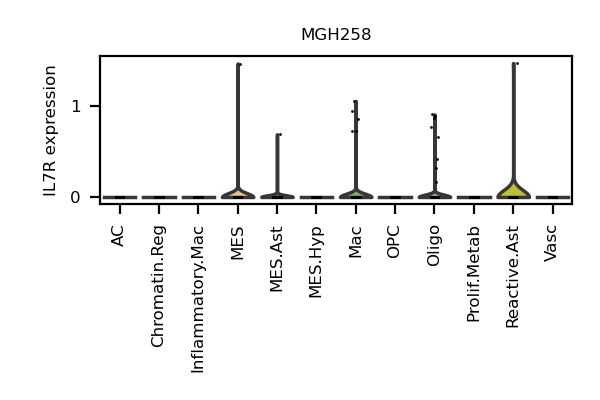 MGH258
IL7R expression
1
0
AC
Chromatin.Reg
Inflammatory.Mac
MES
MES.Ast
MES.Hyp
Mac
OPC
Oligo
Prolif.Metab
Reactive.Ast
Vasc